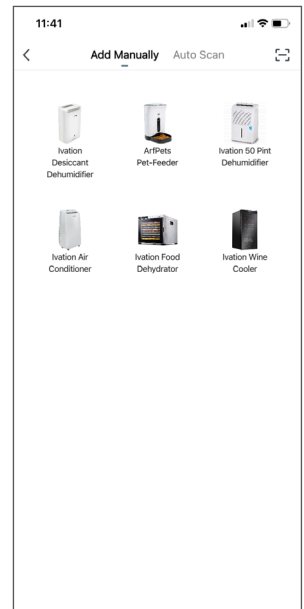 11:41
Add Manually Auto Scan
Ivation
Desiccant
Dehumidifier
ArfPets
Pet-Feeder
Ivation 50 Pint
Dehumidifier
Ivation Air
Conditioner
Ivation Food
Dehydrator
Ivation Wine
Cooler